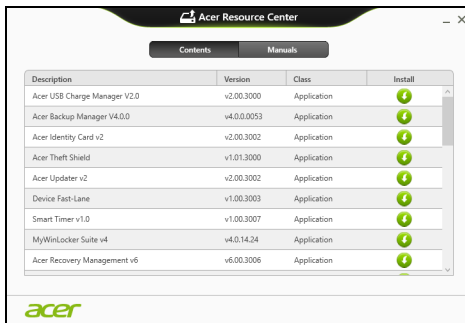 Acer Resource Center
Contents Manuals
Description Version Class Install
Acer USB Charge Manager V2.0 v2.00.3000 Application
Acer Backup Manager V4.0.0 v4.0.0.0053 Application
Acer Identity Card v2 v2.00.3002 Application
Acer Theft Shield v1.01.3000 Application
Acer Updater v2 v2.00.3002 Application
Device Fast-Lane v1.00.3003 Application
Smart Timer v1.0 v1.00.3007 Application
MyWinLocker Suite v4 v4.0.14.24 Application
Acer Recovery Management v6 v6.00.3006 Application
acer